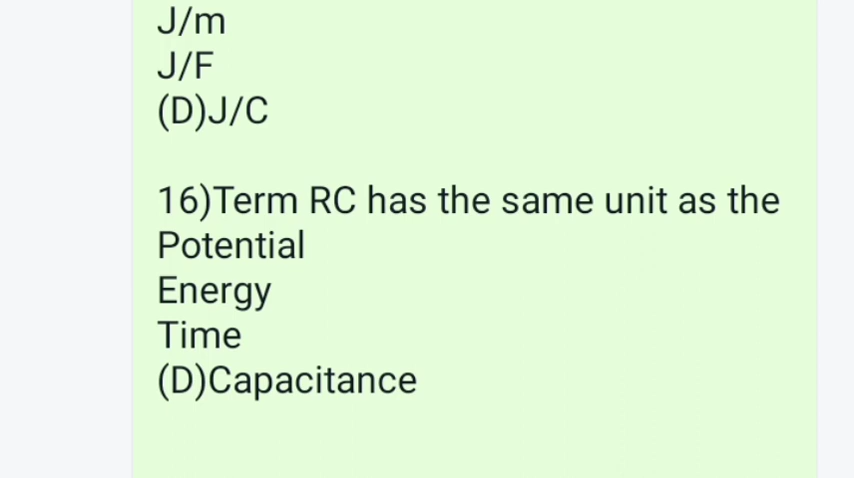 J/m
J/F
(D)J/C
16)Term RC has the same unit as the
Potential
Energy
Time
(D)Capacitance